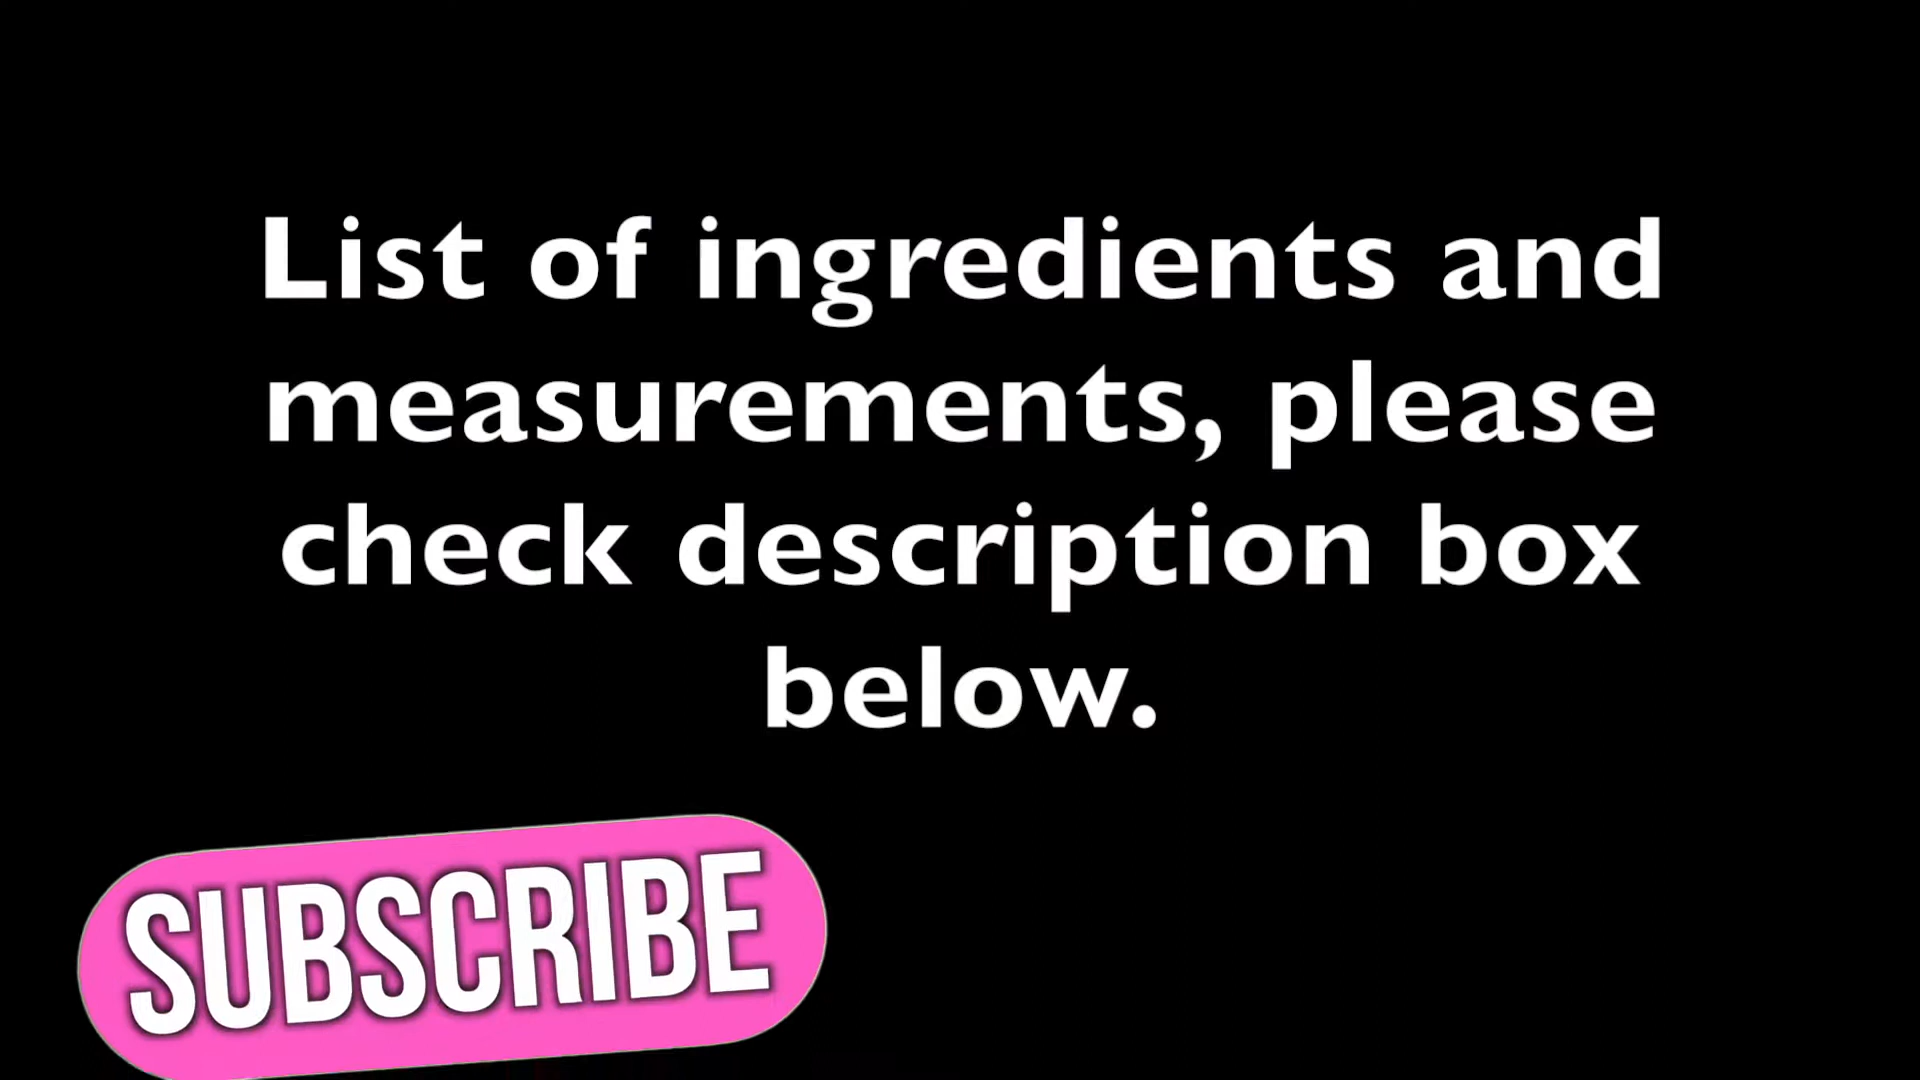 List of ingredients and
measurements, please
check description box
below.
SUBSCRIBE